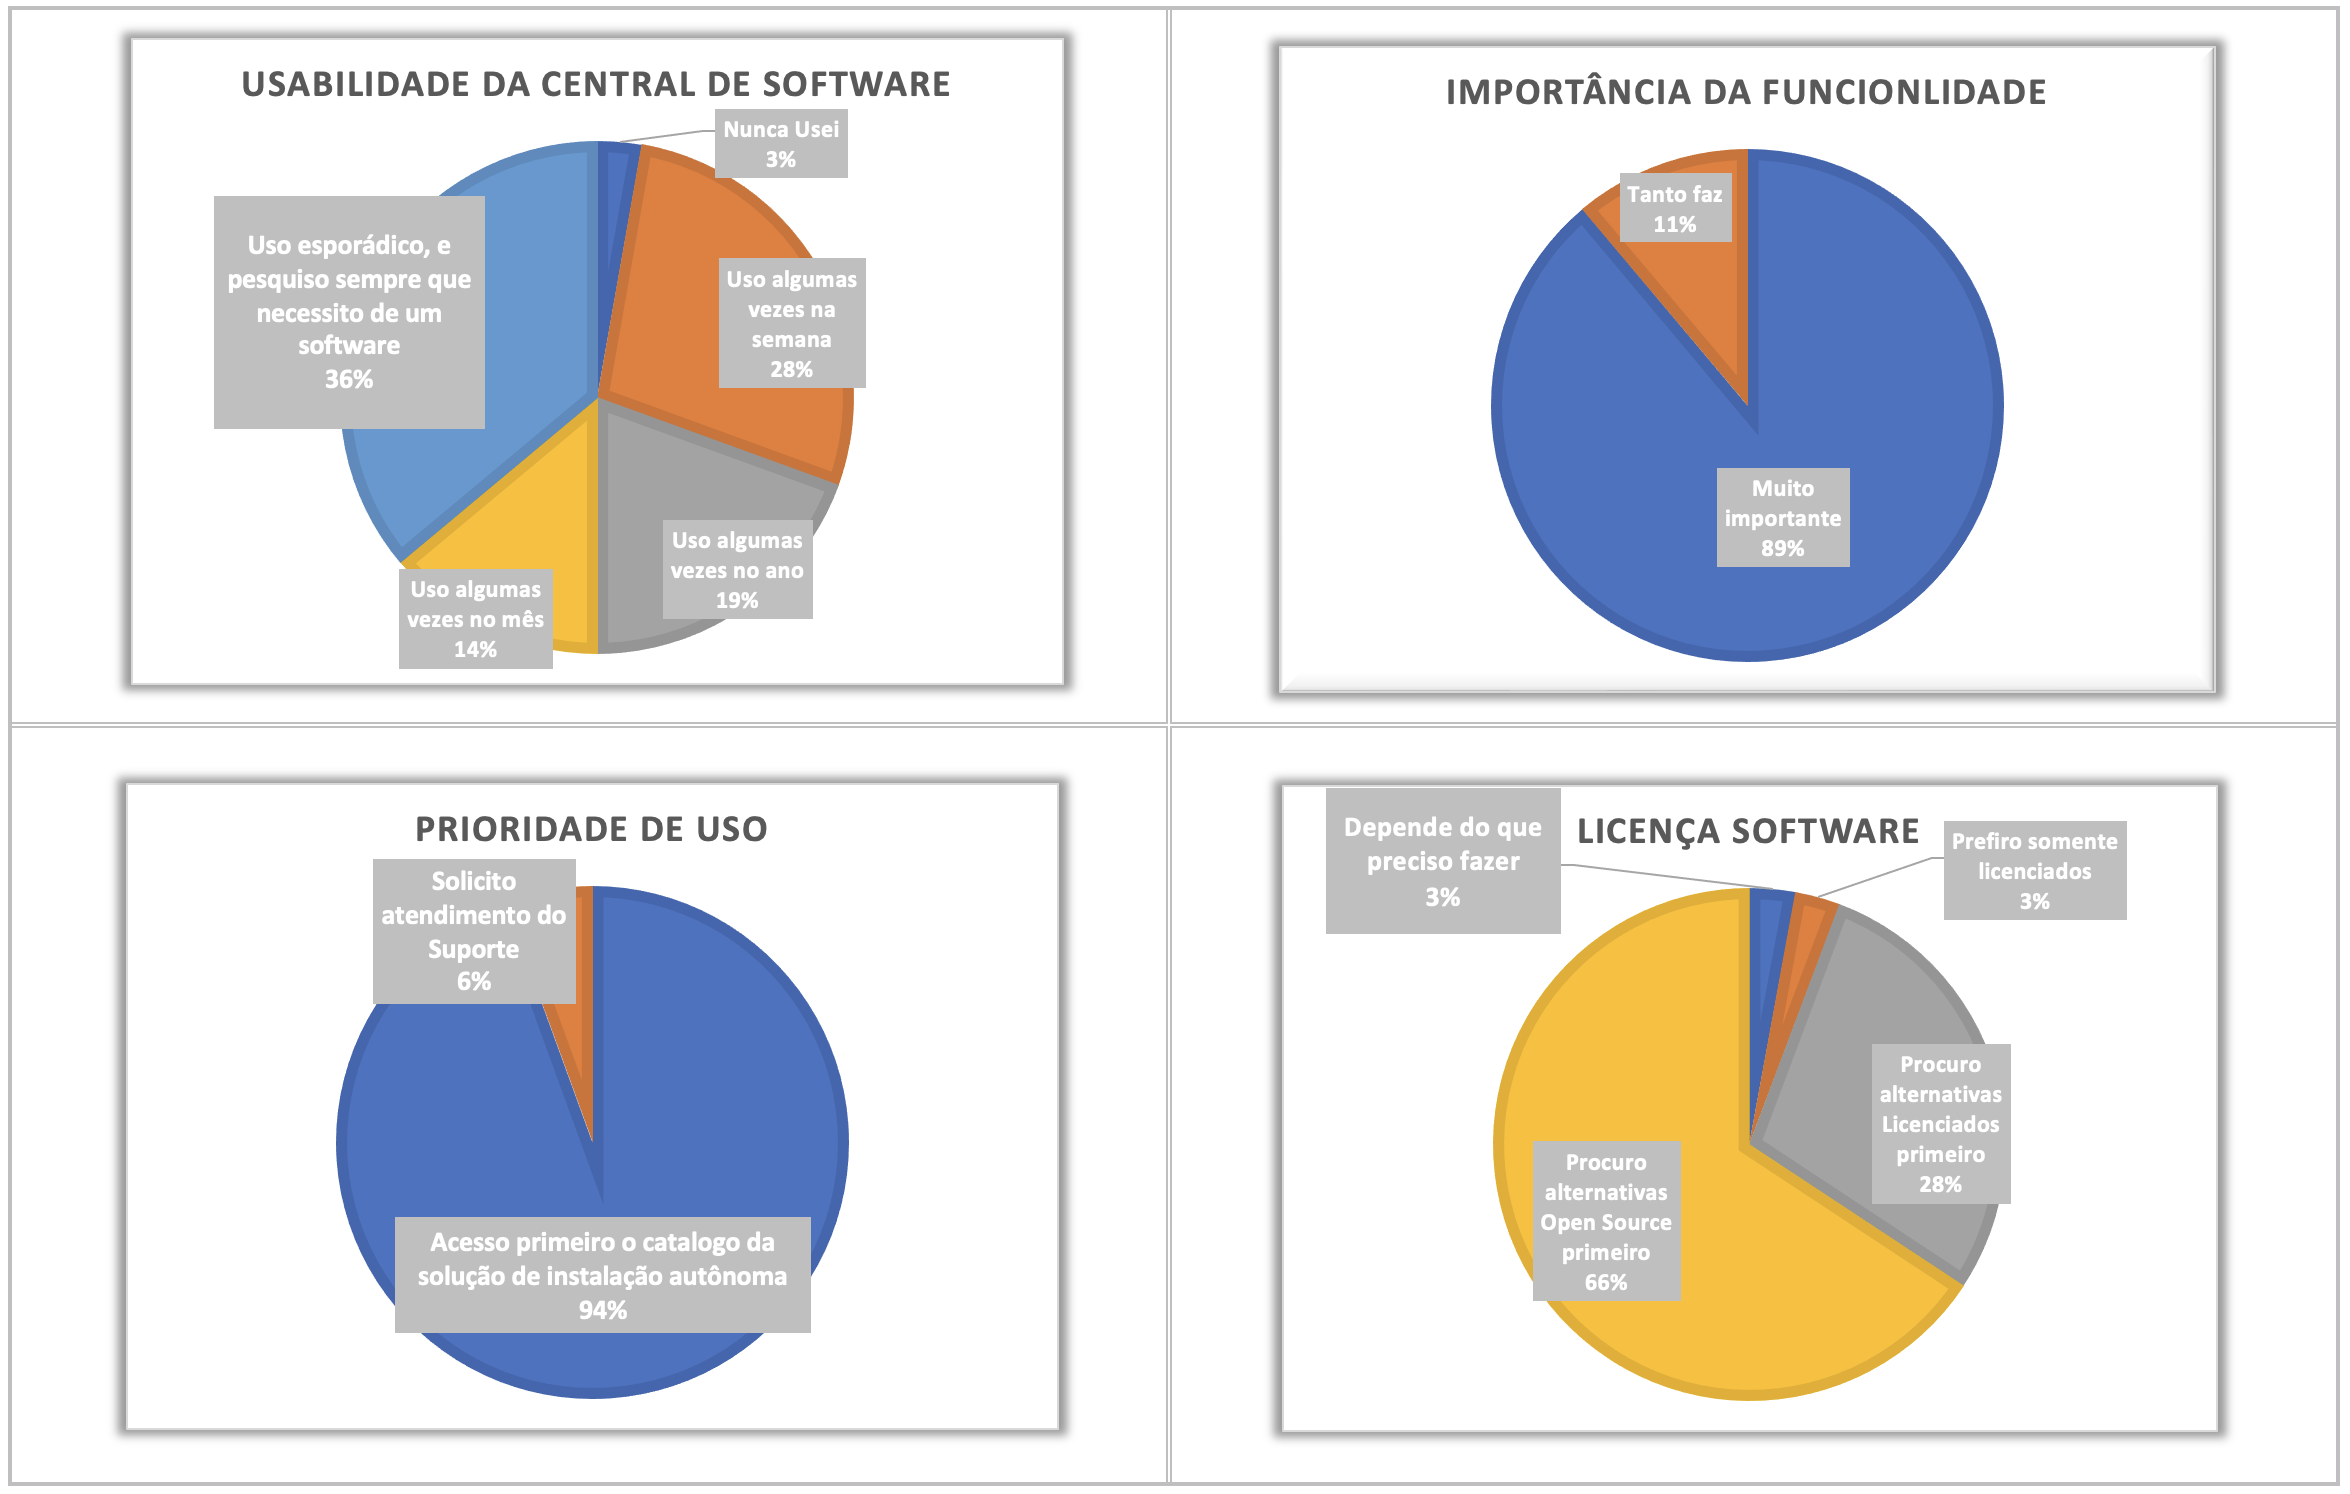 USABILIDADE DA CENTRAL DE SOFTWARE
Nunca Usei
3%
Uso esporádico, e
pesquiso sempre que
necessito de um
software
36%
Uso algumas
vezes na
semana
28%
Uso algumas
vezes no ano
19%
Uso algumas
vezes no mês
14%
IMPORTÂNCIA DA FUNCIONLIDADE
Tanto faz
11%
Muito
importante
89%
PRIORIDADE DE USO
Solicito
atendimento do
Suporte
6%
Acesso primeiro o catalogo da
solução de instalação autônoma
94%
LICENÇA SOFTWARE
Depende do que
preciso fazer
3%
Prefiro somente
licenciados
3%
Procuro
alternativas
Licenciados
primeiro
28%
Procuro
alternativas
Open Source
primeiro
66%